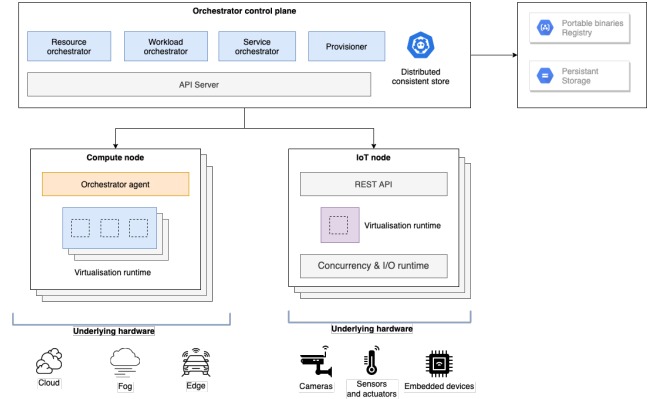 Orchestrator control plane
Resource
orchestrator
Workload
orchestrator
Service
orchestrator
Provisioner
Distributed
consistent store
API Server
{A}
Portable binaries
Registry
Persistant
Storage
Compute node
Orchestrator agent
Virtualisation runtime
IoT node
REST API
Virtualisation runtime
Concurrency & I/O runtime
Underlying hardware
Cloud
Fog
Edge
Underlying hardware
Cameras
Sensors
and actuators
Embedded devices